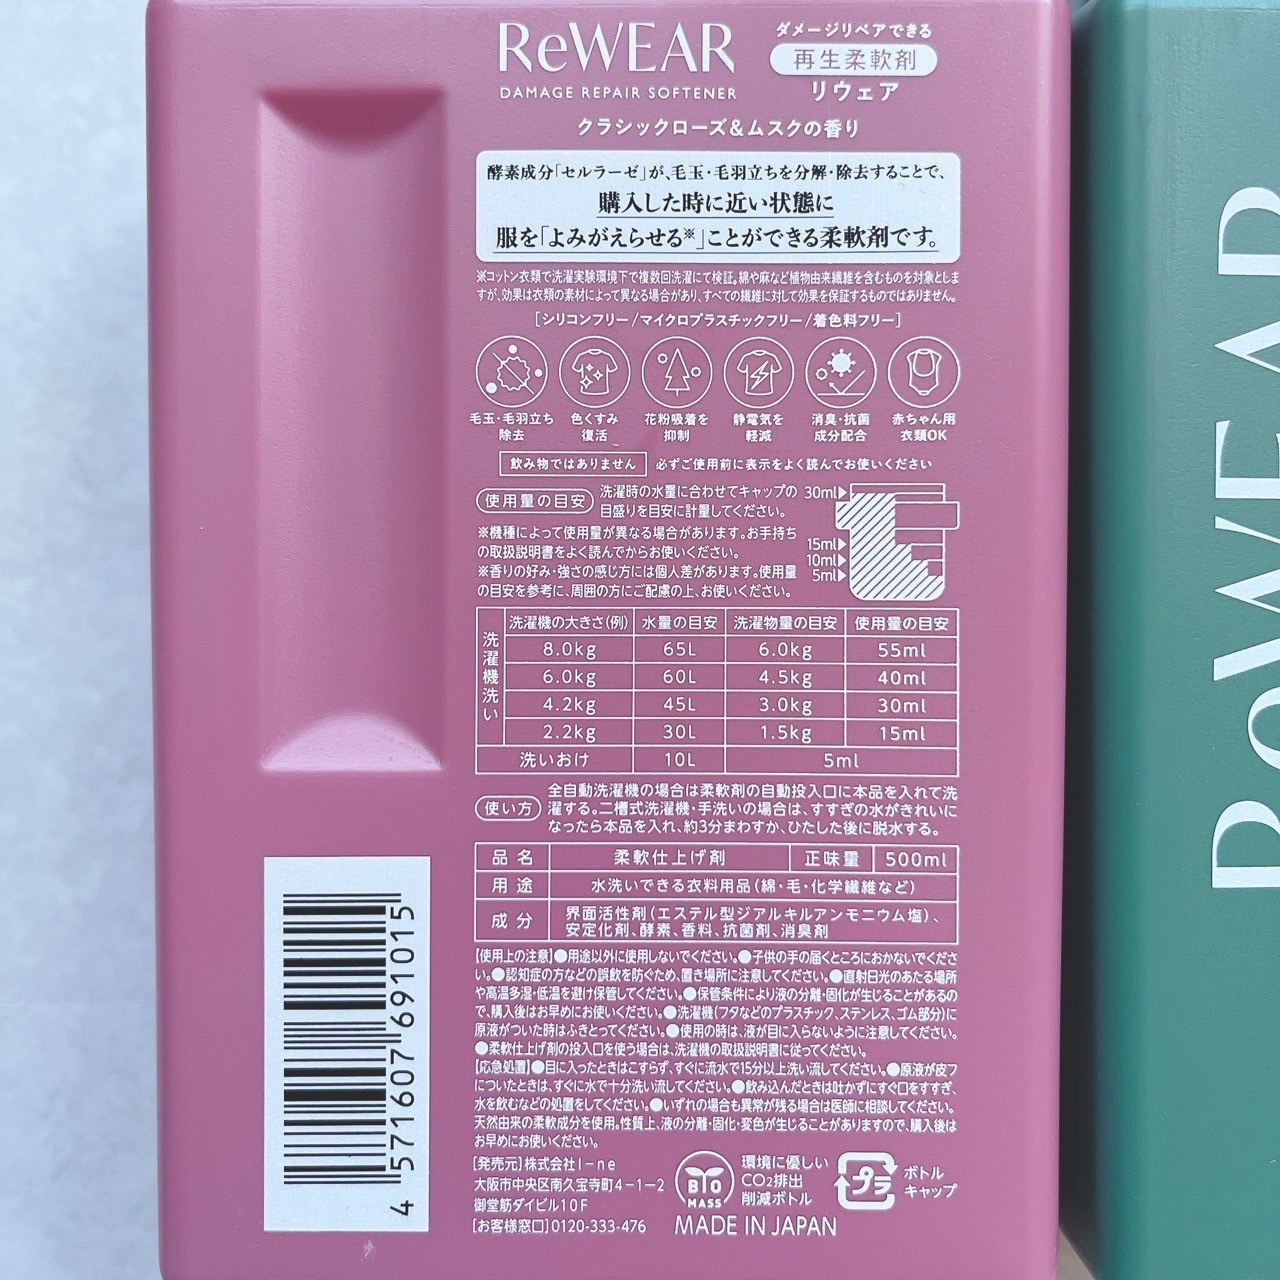 ReWEAR
DAMAGE REPAIR SOFTENER
ダメージリペアできる
再生柔軟剤
リウェア
クラシックローズ&ムスクの香り
酵素成分「セルラーゼ」が、毛玉・毛羽立ちを分解・除去することで、
購入した時に近い状態に
服を「よみがえらせる※」ことができる柔軟剤です。
※コットン衣類で洗濯実験環境下で複数回洗濯にて検証。綿や麻など植物由来繊維を含むものを対象としま
すが、効果は衣類の素材によって異なる場合があり、すべての繊維に対して効果を保証するものではありません。
[シリコンフリー/マイクロプラスチックフリー/着色料フリー]
毛玉・毛羽立ち
除去
色くすみ
復活
花粉吸着を
抑制
静電気を
軽減
消臭・抗菌
成分配合
赤ちゃん用
衣類OK
飲み物ではありません 必ずご使用前に表示をよく読んでお使いください
使用量の目安 洗濯時の水量に合わせてキャップの
目盛りを目安に計量してください。
※機種によって使用量が異なる場合があります。お手持ち
の取扱説明書をよく読んでからお使いください。
※香りの好み・強さの感じ方には個人差があります。使用量
の目安を参考に、周囲の方にご配慮の上、お使いください。
30ml
15ml
10ml
5ml
洗濯機洗い
洗濯機の大きさ(例) 水量の目安 洗濯物量の目安 使用量の目安
8.0kg 65L 6.0kg 55ml
6.0kg 60L 4.5kg 40ml
4.2kg 45L 3.0kg 30ml
2.2kg 30L 1.5kg 15ml
洗いおけ 10L 5ml
使い方 全自動洗濯機の場合は柔軟剤の自動投入口に本品を入れて洗
濯する。二槽式洗濯機・手洗いの場合は、すすぎの水がきれいに
なったら本品を入れ、約3分まわすか、ひたした後に脱水する。
品名 柔軟仕上げ剤 正味量 500ml
用途 水洗いできる衣料用品(綿・毛・化学繊維など)
成分 界面活性剤(エステル型ジアルキルアンモニウム塩)、
安定化剤、酵素、香料、抗菌剤、消臭剤
【使用上の注意】●用途以外に使用しないでください。●子供の手の届くところにおかないでくださ
い。●認知症の方などの誤飲を防ぐため、置き場所に注意してください。●直射日光のあたる場所
や高温多湿・低温を避け保管してください。●保管条件により液の分離・固化が生じることがあるの
で、購入後はお早めにお使いください。●洗濯機(フタなどのプラスチック、ステンレス、ゴム部分)に
原液がついた時はふきとってください。●使用の時は、液が目に入らないように注意してください。
●柔軟仕上げ剤の投入口を使う場合は、洗濯機の取扱説明書に従ってください。
【応急処置】●目に入ったときはこすらず、すぐに流水で15分以上洗い流してください。●原液が皮フ
についたときは、すぐに水で十分洗い流してください。●飲み込んだときは吐かずにすぐ口をすすぎ、
水を飲むなどの処置をしてください。●いずれの場合も異常が残る場合は医師に相談してください。
天然由来の柔軟成分を使用。性質上、液の分離・固化・変色が生じることがありますので、購入後は
お早めにお使いください。
[発売元]株式会社I-ne
大阪市中央区南久宝寺町4-1-2
御堂筋ダイビル10F
[お客様窓口]0120-333-476
BIO
MASS
環境に優しい
CO2排出
削減ボトル
プラ
ボトル
キャップ
MADE IN JAPAN
4 571607 691015
ReWEAR